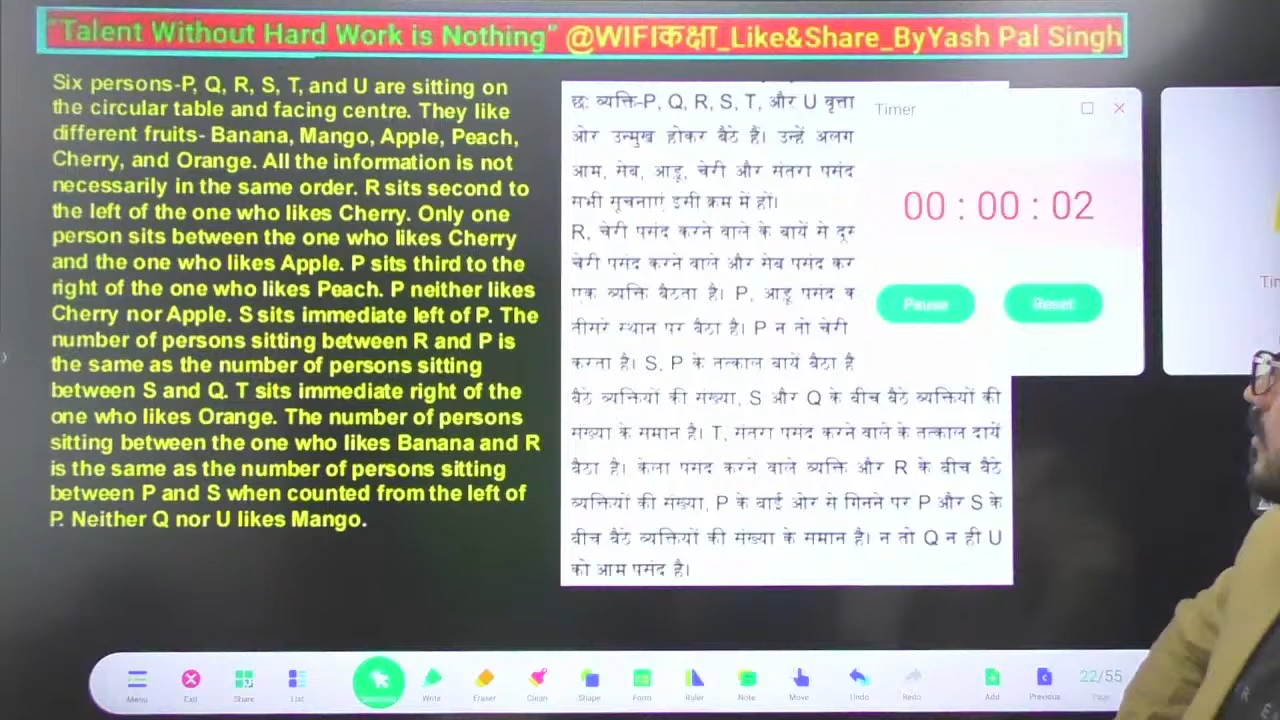 "Talent Without Hard Work is Nothing" @WIFIकक्षा_Like&Share_ByYash Pal Singh
Six persons-P, Q, R, S, T, and U are sitting on
the circular table and facing centre. They like
different fruits- Banana, Mango, Apple, Peach,
Cherry, and Orange. All the information is not
necessarily in the same order. R sits second to
the left of the one who likes Cherry. Only one
person sits between the one who likes Cherry
and the one who likes Apple. P sits third to the
right of the one who likes Peach. P neither likes
Cherry nor Apple. S sits immediate left of P. The
number of persons sitting between R and P is
the same as the number of persons sitting
between S and Q. T sits immediate right of the
one who likes Orange. The number of persons
sitting between the one who likes Banana and R
is the same as the number of persons sitting
between P and S when counted from the left of
P. Neither Q nor U likes Mango.
छः व्यक्ति-P, Q, R, S, T, और U वृत्ता
ओर उन्मुख होकर बैठे हैं। उन्हें अलग
आम, सेब, आड़ू, चेरी और संतरा पसंद
सभी सूचनाएं इसी क्रम में हों।
R, चेरी पसंद करने वाले के बायें से दूर
चेरी पसंद करने वाले और सेब पसंद कर
एक व्यक्ति बैठता है। P, आड़ू पसंद व
तीसरे स्थान पर बैठा है। P न तो चेरी
करता है। S, P के तत्काल बायें बैठा है
बैठे व्यक्तियों की संख्या, S और Q के बीच बैठे व्यक्तियों की
संख्या के समान है। T, संतरा पसंद करने वाले के तत्काल दायें
बैठा है। केला पसंद करने वाले व्यक्ति और R के बीच बैठे
व्यक्तियों की संख्या, P के बाईं ओर से गिनने पर P और S के
बीच बैठे व्यक्तियों की संख्या के समान है। न तो Q न ही U
को आम पसंद है।
Timer
00 : 00 : 02
Pause Reset
Menu Exit Share List Write Eraser Clean Shape Form Ruler Note Move Undo Redo Add Previous Page
22/55